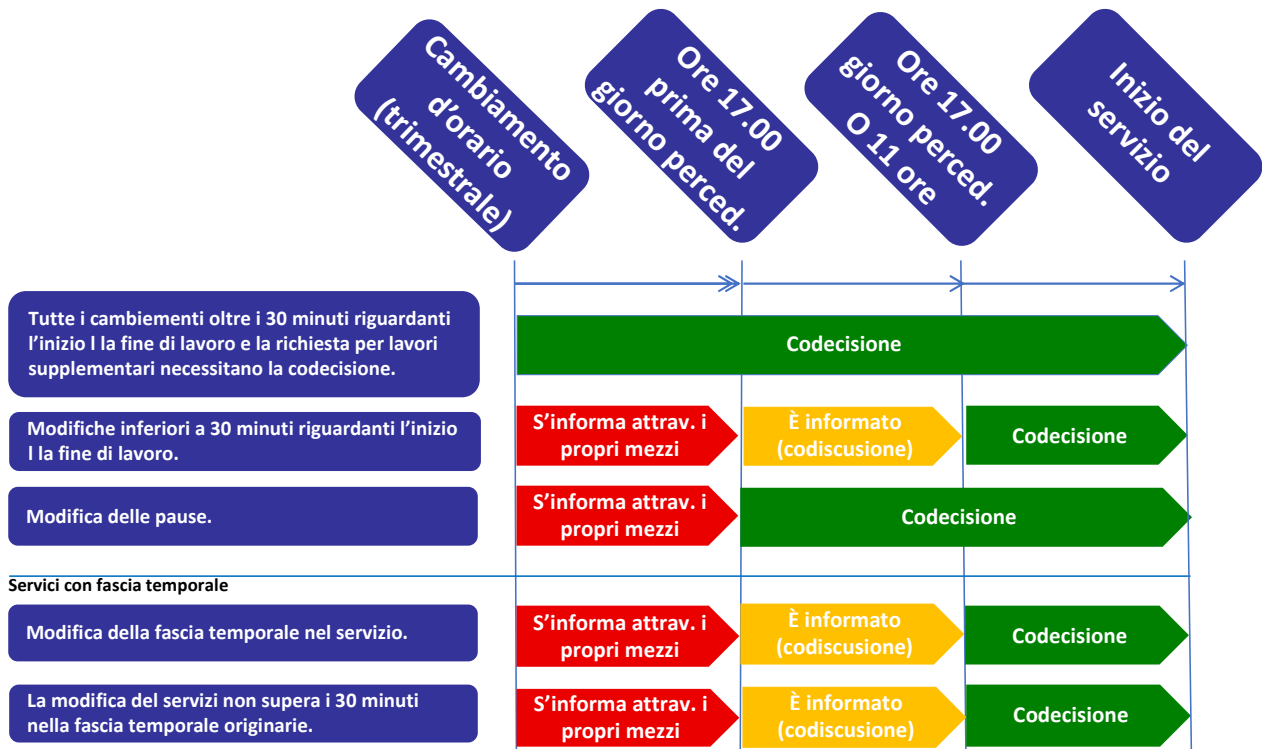 Cambiamento
d'orario
(trimestrale)
Ore 17.00
prima del
giorno perced.
Ore 17.00
giorno perced.
O 11 ore
Inizio del
servizio
Tutte i cambiementi oltre i 30 minuti riguardanti
l'inizio l la fine di lavoro e la richiesta per lavori
supplementari necessitano la codecisione.
Codecisione
Modifiche inferiori a 30 minuti riguardanti l'inizio
l la fine di lavoro.
S'informa attrav. i
propri mezzi
È informato
(codiscusione)
Codecisione
Modifica delle pause.
S'informa attrav. i
propri mezzi
Codecisione
Servici con fascia temporale
Modifica della fascia temporale nel servizio.
S'informa attrav. i
propri mezzi
È informato
(codiscusione)
Codecisione
La modifica del servizi non supera i 30 minuti
nella fascia temporale originarie.
S'informa attrav. i
propri mezzi
È informato
(codiscusione)
Codecisione